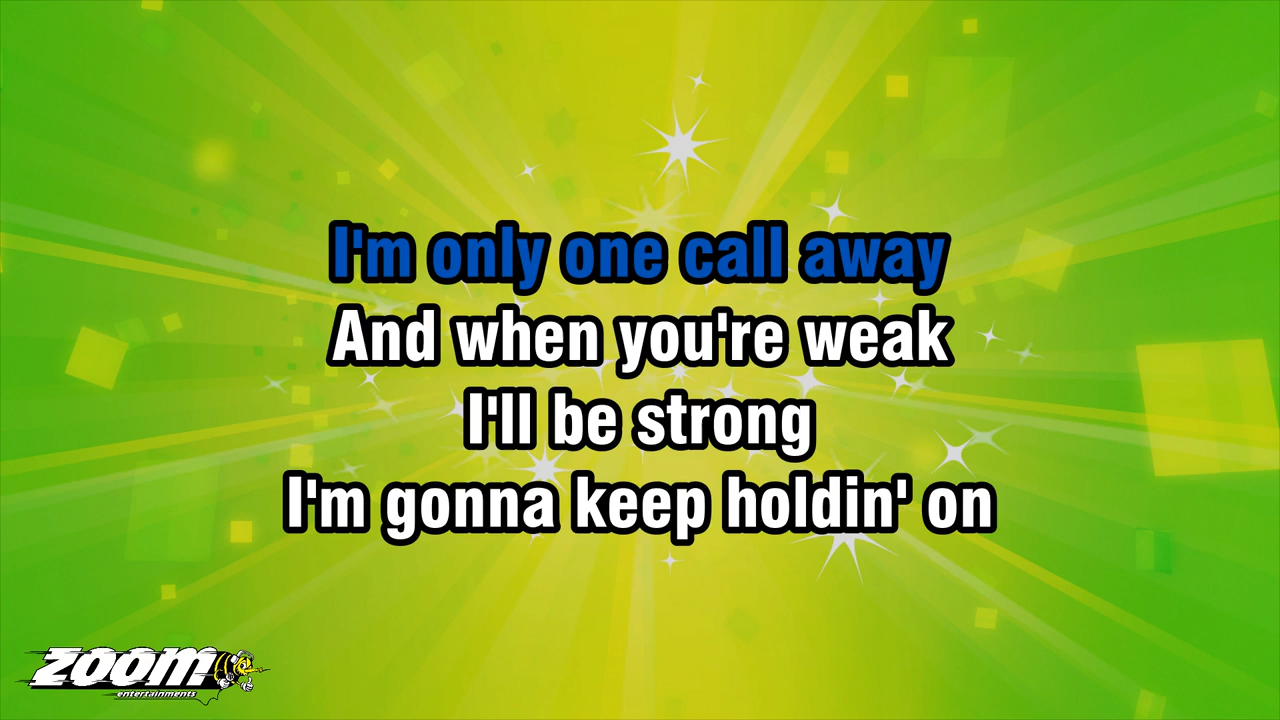 I'm only one call away
And when you're weak
I'll be strong
I'm gonna keep holdin' on
zoom
entertainments